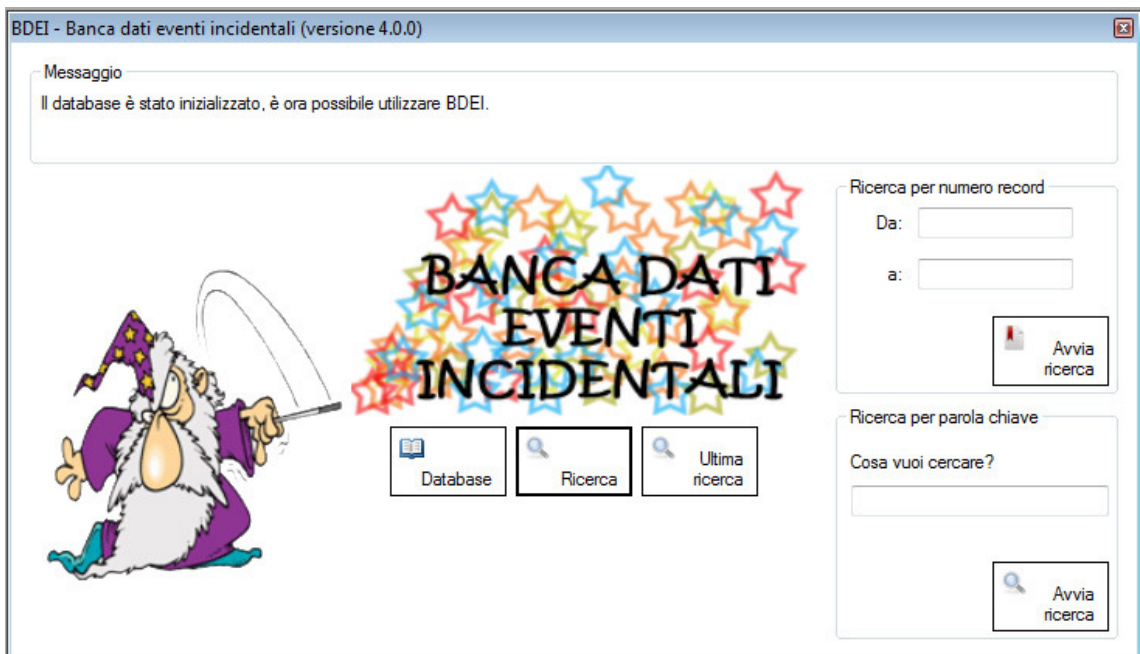 BDEI - Banca dati eventi incidentali (versione 4.0.0)
Messaggio
Il database è stato inizializzato, è ora possibile utilizzare BDEI.
BANCA DATI
EVENTI
INCIDENTALI
Database
Ricerca
Ultima
ricerca
Ricerca per numero record
Da:
a:
Avvia
ricerca
Ricerca per parola chiave
Cosa vuoi cercare?
Avvia
ricerca